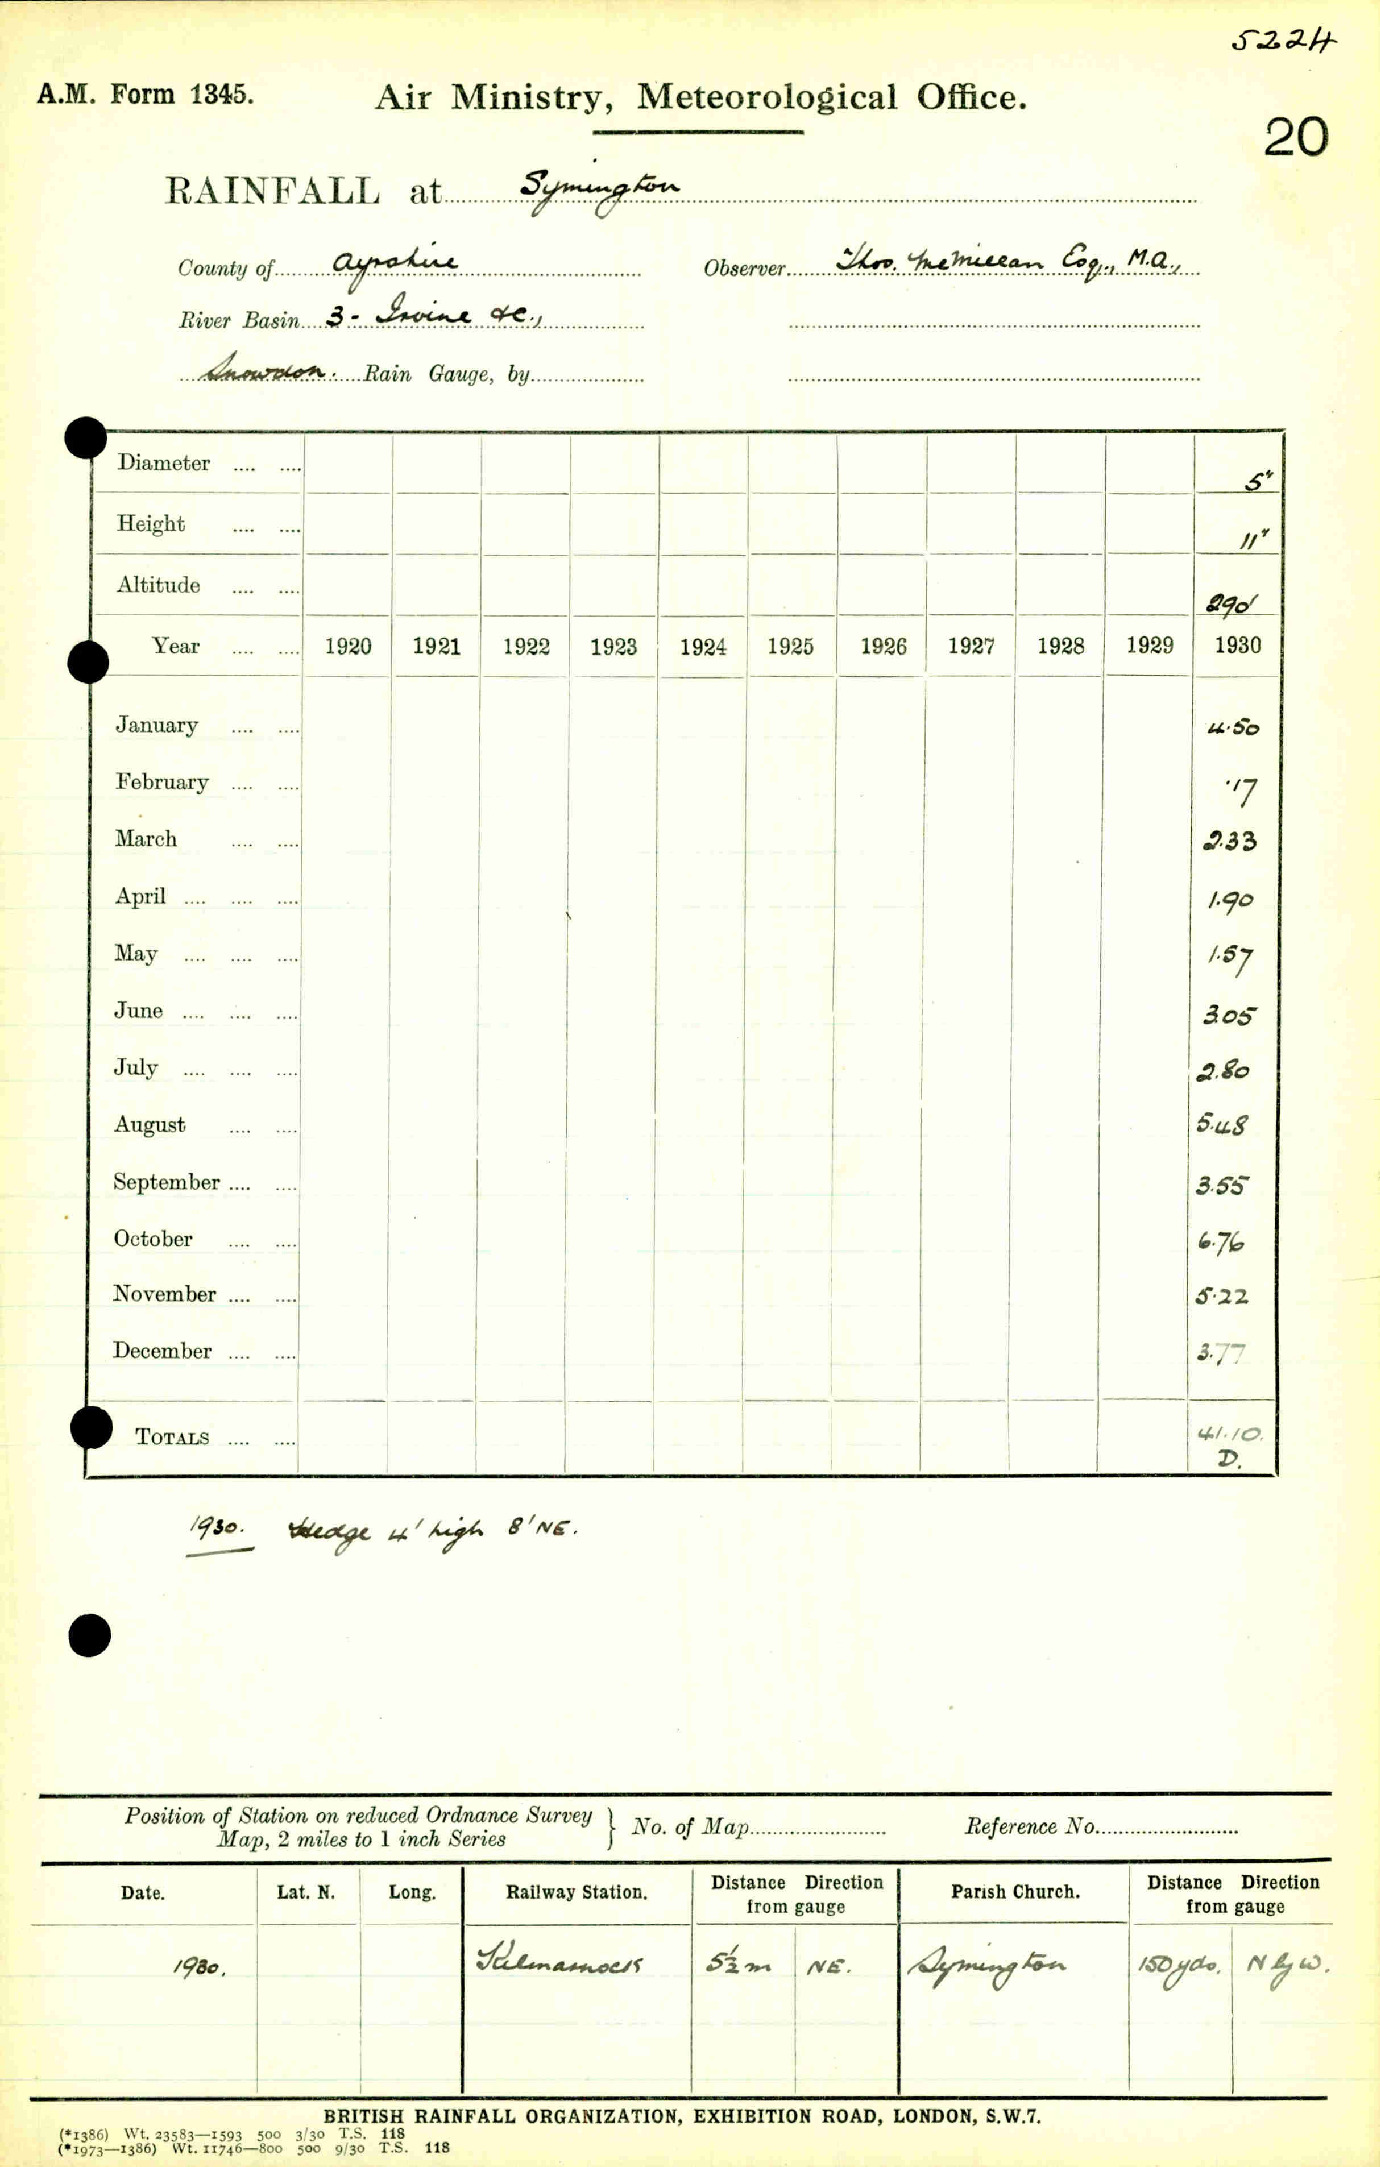 5224
A.M. Form 1345. Air Ministry, Meteorological Office.
20
RAINFALL at Symington
County of Ayrshire Observer Thos. McMillan Esq., M.A.,
River Basin 3 - Irvine &c.,
Snowdon. Rain Gauge, by
Diameter .... .... 5"
Height .... .... 11"
Altitude .... .... 290'
Year .... .... 1920 1921 1922 1923 1924 1925 1926 1927 1928 1929 1930
January .... .... 4.50
February .... .... .17
March .... .... 2.33
April .... .... .... 1.90
May .... .... .... 1.57
June .... .... .... 3.05
July .... .... .... 2.80
August .... .... 5.48
September .... .... 3.55
October .... .... 6.76
November .... .... 5.22
December .... .... 3.77
TOTALS .... .... 41.10.
D.
1930. Hedge 4' high 8' NE.
Position of Station on reduced Ordnance Survey
Map, 2 miles to 1 inch Series } No. of Map Reference No.
Date. Lat. N. Long. Railway Station. Distance Direction from gauge Parish Church. Distance Direction from gauge
1930. Kilmarnock 5½ m NE. Symington 150 yds. N by W.
BRITISH RAINFALL ORGANIZATION, EXHIBITION ROAD, LONDON, S.W.7.
(*1386) Wt. 23583—1593 500 3/30 T.S. 118
(*1973—1386) Wt. 11746—800 500 9/30 T.S. 118